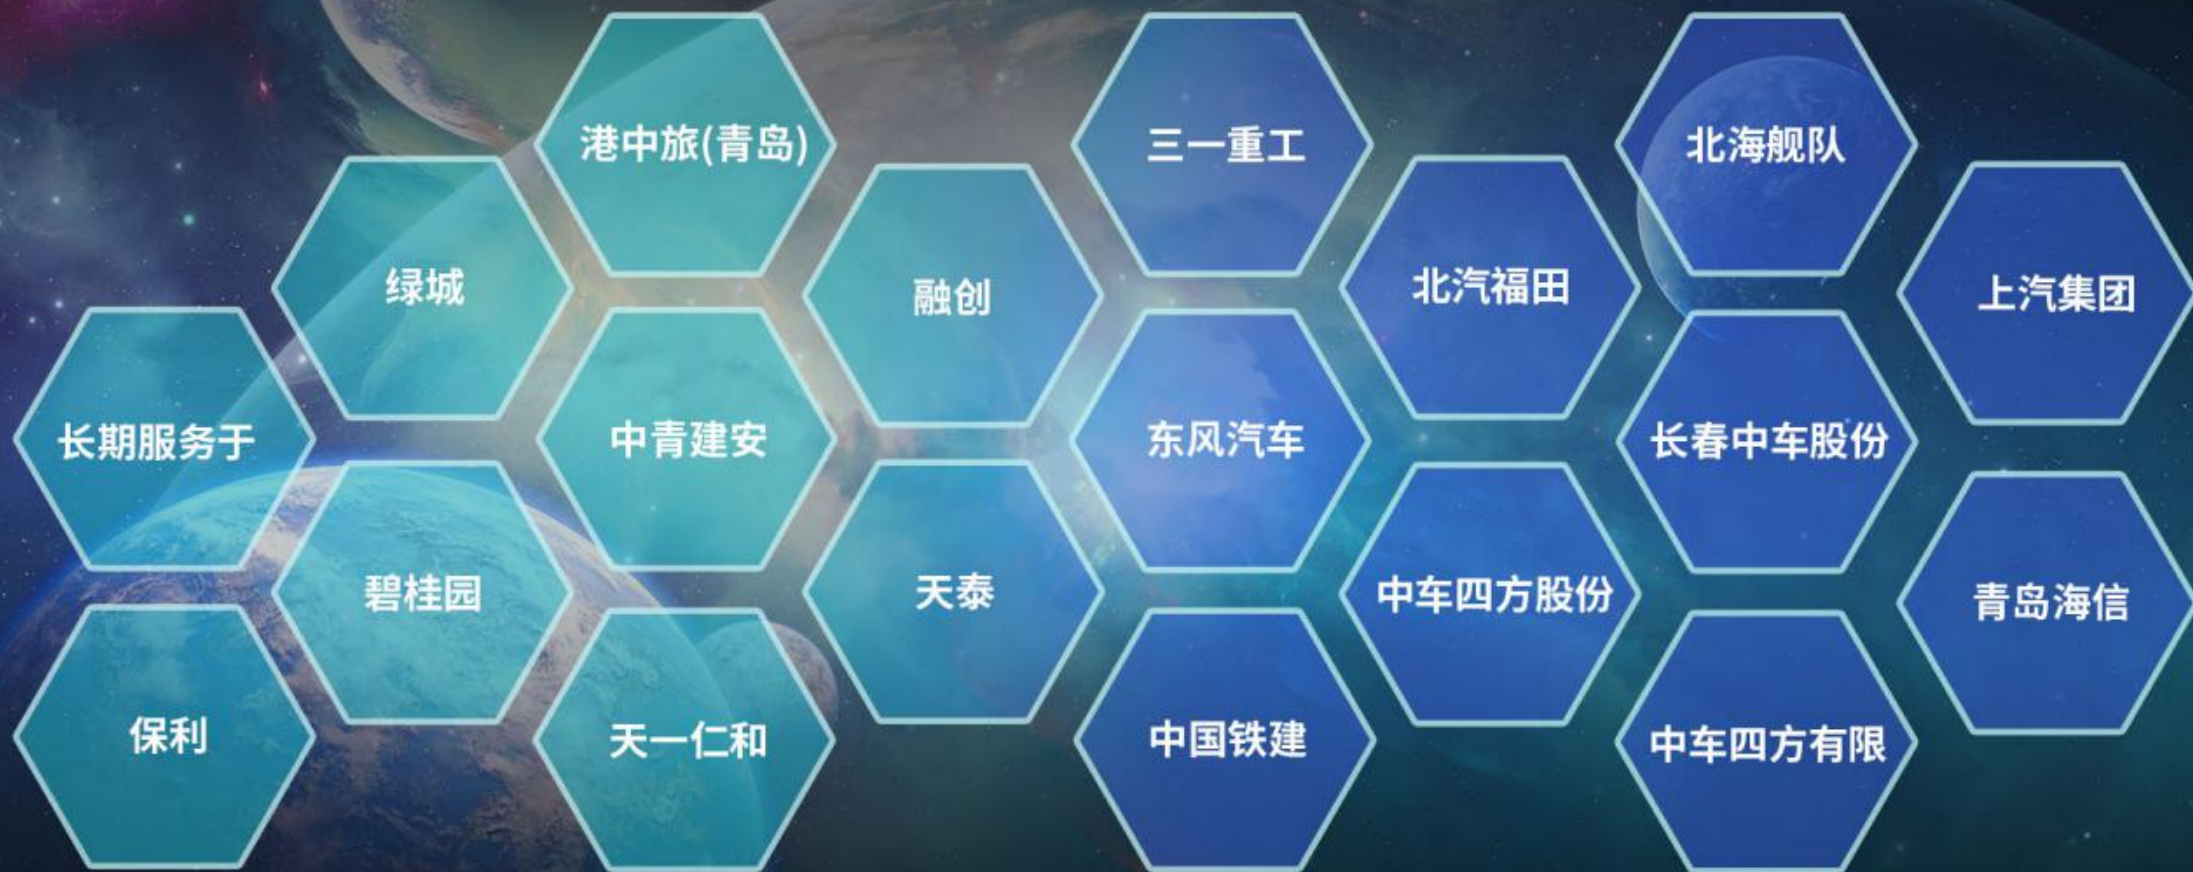 港中旅(青岛)
三一重工
北海舰队
绿城
融创
北汽福田
上汽集团
长期服务于
中青建安
东风汽车
长春中车股份
碧桂园
天泰
中车四方股份
青岛海信
保利
天一仁和
中国铁建
中车四方有限